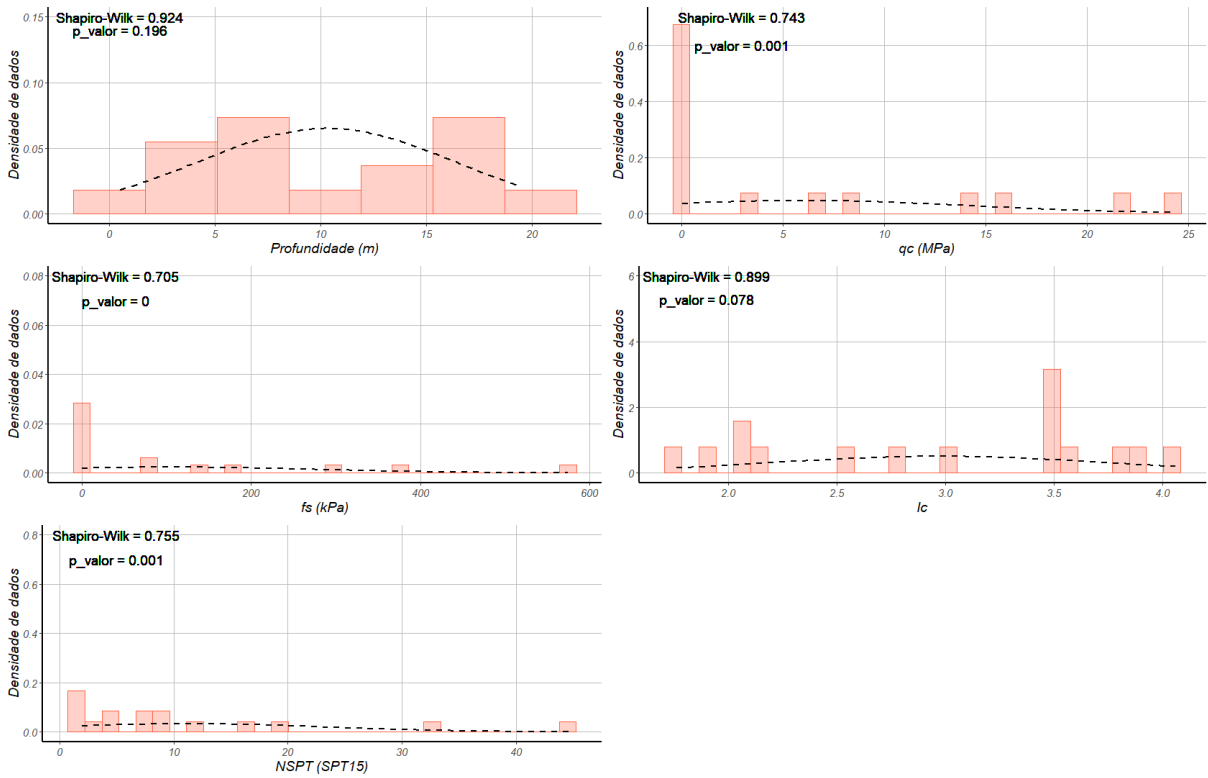 Shapiro-Wilk = 0.924
p_valor = 0.196
Densidade de dados
0.15
0.10
0.05
0.00
0
5
10
15
20
Profundidade (m)
Shapiro-Wilk = 0.743
p_valor = 0.001
Densidade de dados
0.6
0.4
0.2
0.0
0
5
10
15
20
25
qc (MPa)
Shapiro-Wilk = 0.705
p_valor = 0
Densidade de dados
0.08
0.06
0.04
0.02
0.00
0
200
400
600
fs (kPa)
Shapiro-Wilk = 0.899
p_valor = 0.078
Densidade de dados
6
4
2
0
2.0
2.5
3.0
3.5
4.0
Ic
Shapiro-Wilk = 0.755
p_valor = 0.001
Densidade de dados
0.8
0.6
0.4
0.2
0.0
0
10
20
30
40
NSPT (SPT15)